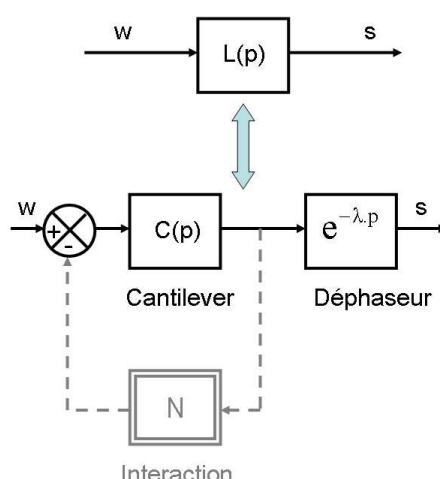 w
L(p)
s
w
+
-
C(p)
e^{-λ.p}
s
Cantilever
Déphaseur
N
Interaction